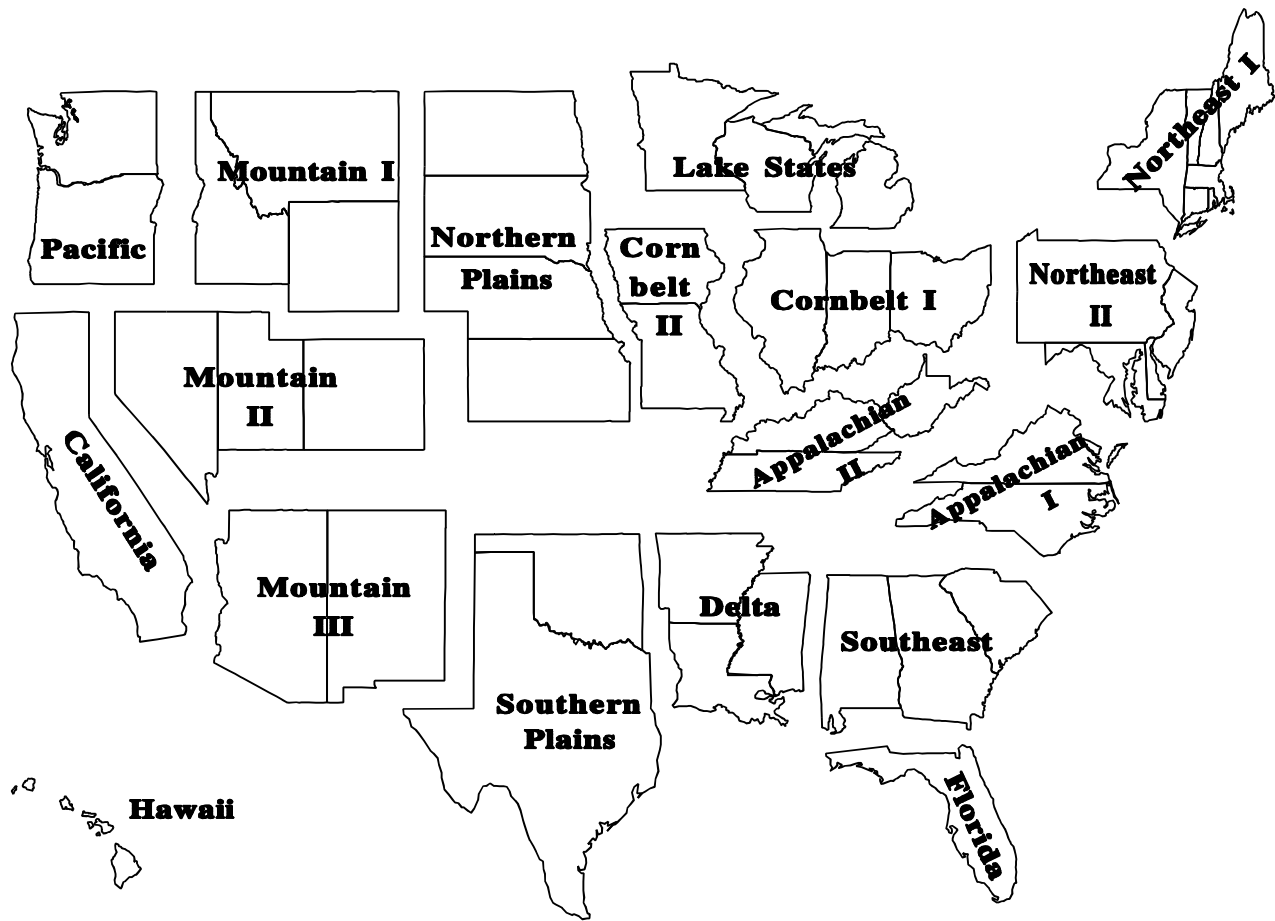 Northeast I
Mountain I
Lake States
Pacific
Northern
Plains
Corn
belt
II
Cornbelt I
Northeast
II
Mountain
II
Appalachian
II
Appalachian
I
California
Mountain
III
Delta
Southeast
Southern
Plains
Hawaii
Florida